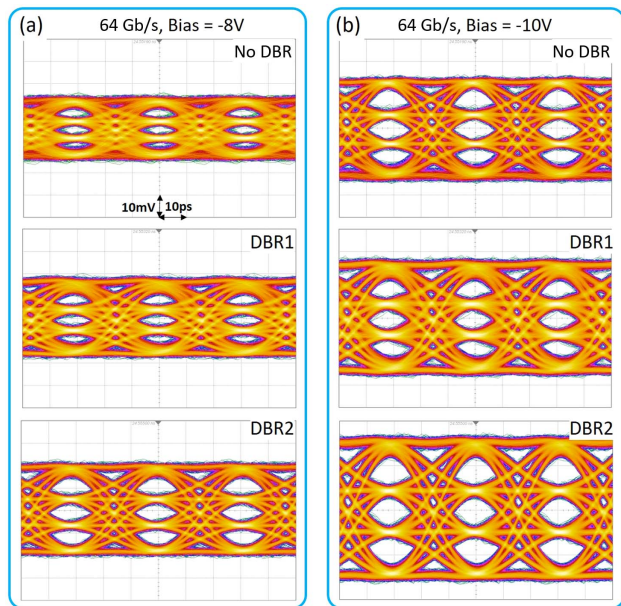 (a) 64 Gb/s, Bias = -8V
No DBR
10mV 10ps
DBR1
DBR2
(b) 64 Gb/s, Bias = -10V
No DBR
DBR1
DBR2